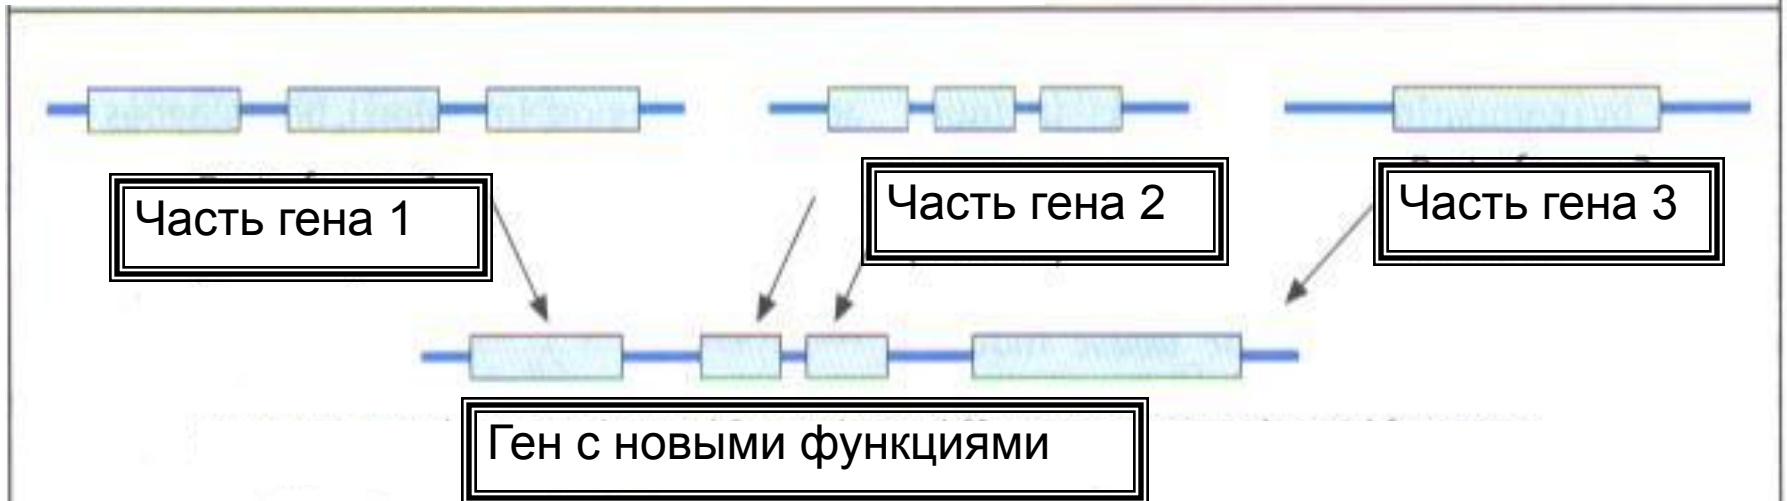 Часть гена 1
Часть гена 2
Часть гена 3
Ген с новыми функциями